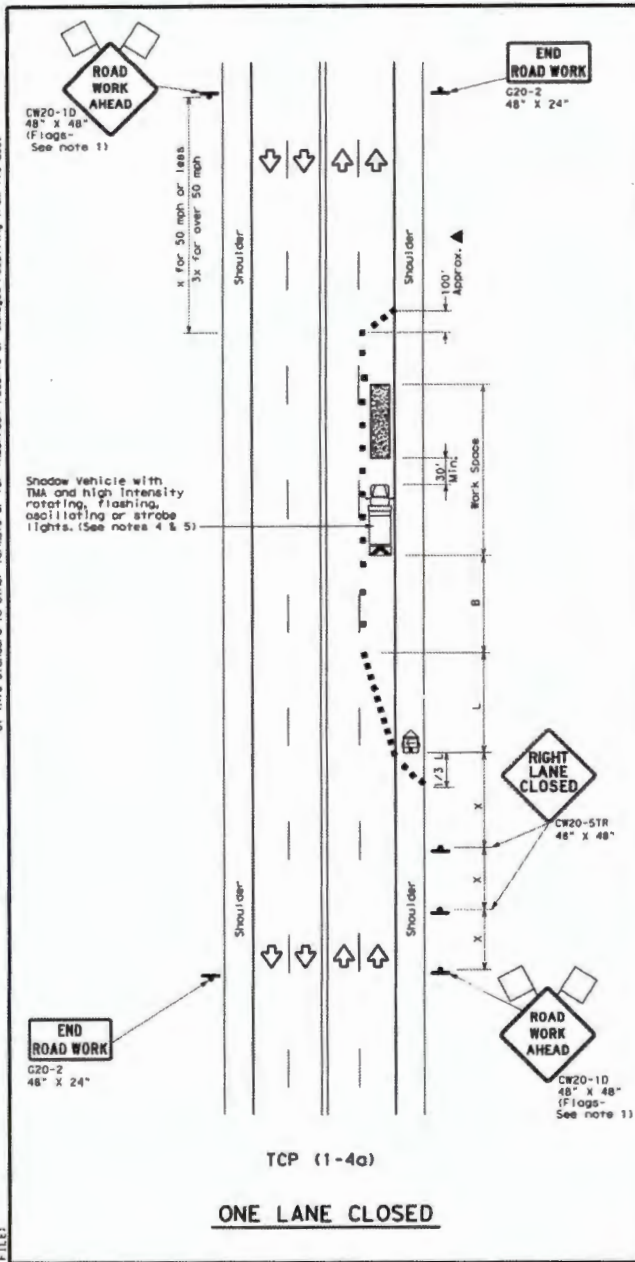 ROAD
WORK
AHEAD
CW20-1D
48" X 48"
(Flags-
See note 1)
END
ROAD WORK
G20-2
48" X 24"
x for 50 mph or less
3x for over 50 mph
Shoulder
Shoulder
100'
Approx.
Shadow Vehicle with
TMA and high intensity
rotating, flashing,
oscillating or strobe
lights. (See notes 4 & 5)
30'
Min.
Work Space
B
L
1/3 L
RIGHT
LANE
CLOSED
CW20-5TR
48" X 48"
X
X
X
Shoulder
Shoulder
END
ROAD WORK
G20-2
48" X 24"
ROAD
WORK
AHEAD
CW20-1D
48" X 48"
(Flags-
See note 1)
TCP (1-4a)
ONE LANE CLOSED
FILE: